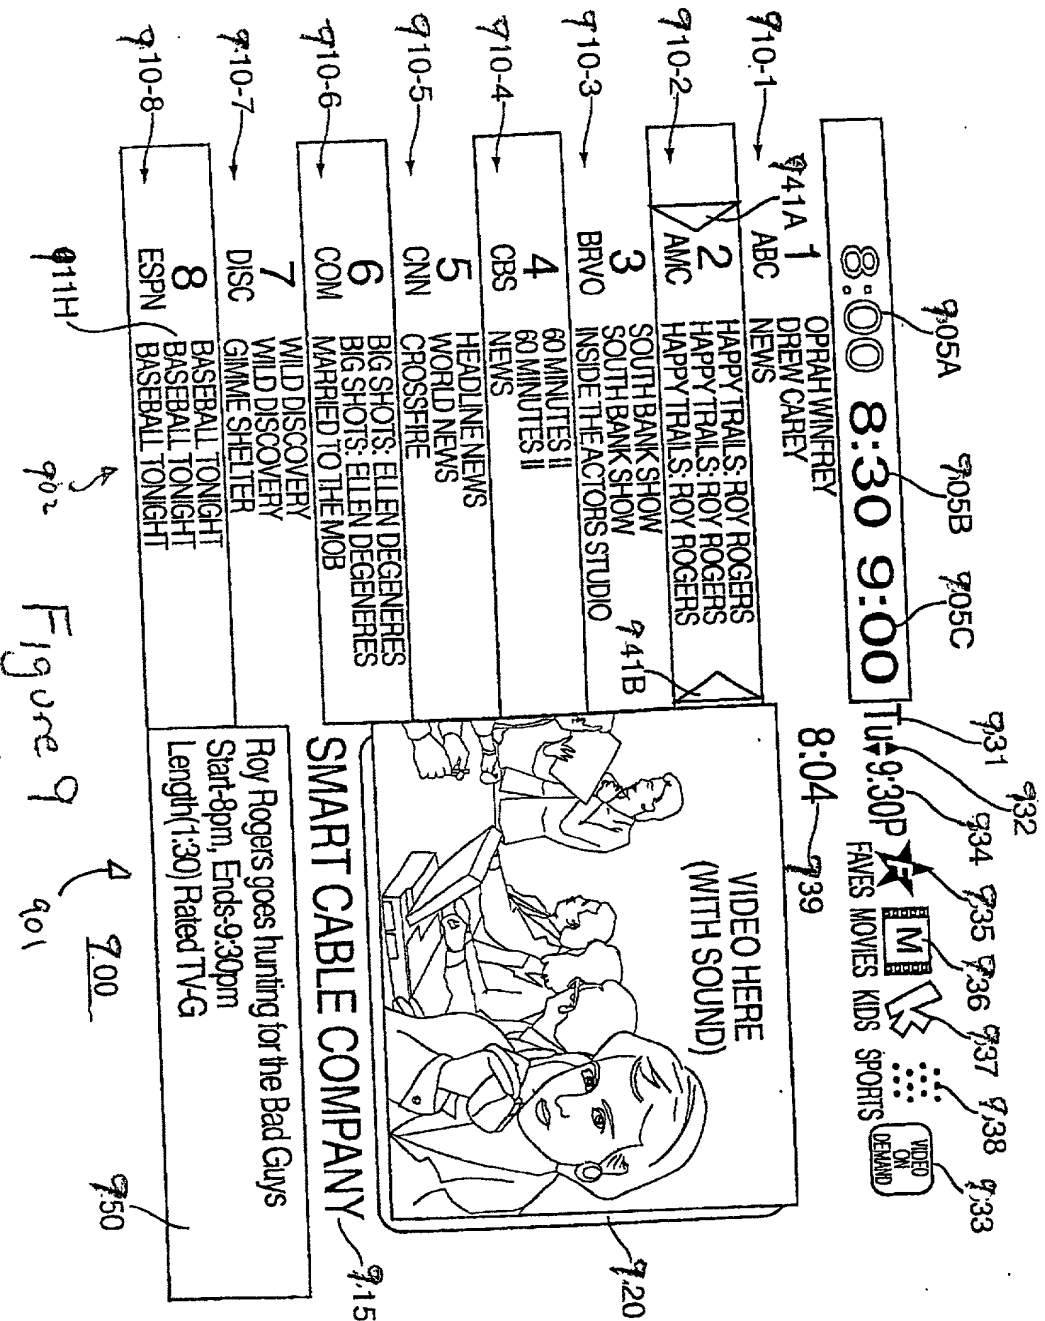 905A
905B
905C
931
932
934
935
936
937
938
933
8:00 8:30 9:00
Tu 9:30P
F
M
K
VIDEO
ON
DEMAND
FAVES MOVIES KIDS SPORTS
8:04
939
910-1
941A
1
ABC
OPRAH WINFREY
DREW CAREY
NEWS
910-2
2
AMC
HAPPY TRAILS: ROY ROGERS
HAPPY TRAILS: ROY ROGERS
HAPPY TRAILS: ROY ROGERS
941B
910-3
3
BRVO
SOUTH BANK SHOW
SOUTH BANK SHOW
INSIDE THE ACTORS STUDIO
910-4
4
CBS
60 MINUTES II
60 MINUTES II
NEWS
910-5
5
CNN
HEADLINE NEWS
WORLD NEWS
CROSSFIRE
910-6
6
COM
BIG SHOTS: ELLEN DEGENERES
BIG SHOTS: ELLEN DEGENERES
MARRIED TO THE MOB
910-7
7
DISC
WILD DISCOVERY
WILD DISCOVERY
GIMME SHELTER
910-8
8
ESPN
BASEBALL TONIGHT
BASEBALL TONIGHT
BASEBALL TONIGHT
911H
VIDEO HERE
(WITH SOUND)
920
SMART CABLE COMPANY
915
Roy Rogers goes hunting for the Bad Guys
Start-8pm, Ends-9:30pm
Length(1:30) Rated TV-G
950
902
Figure 9
901
900